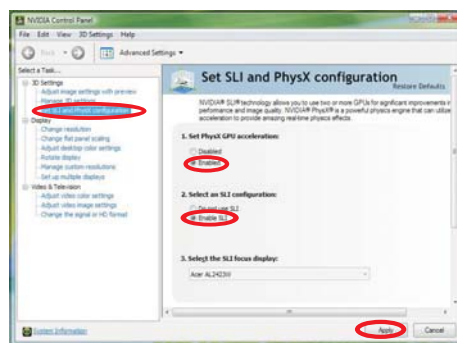 NVIDIA Control Panel
File Edit View 3D Settings Help
Back
Advanced Settings
Select a Task...
3D Settings
Adjust image settings with preview
Manage 3D settings
Set SLI and PhysX configuration
Display
Change resolution
Change flat panel scaling
Adjust desktop color settings
Rotate display
Manage custom resolutions
Set up multiple displays
Video & Television
Adjust video color settings
Adjust video image settings
Change the signal or HD format
System Information
Set SLI and PhysX configuration
Restore Defaults
NVIDIA® SLI® technology allows you to use two or more GPUs for significant improvements in
performance and image quality. NVIDIA® PhysX® is a powerful physics engine that can utilize
acceleration to provide amazing real-time physics effects.
1. Set PhysX GPU acceleration:
Disabled
Enabled
2. Select an SLI configuration:
Do not use SLI
Enable SLI
3. Select the SLI focus display:
Acer AL2423W
Apply
Cancel